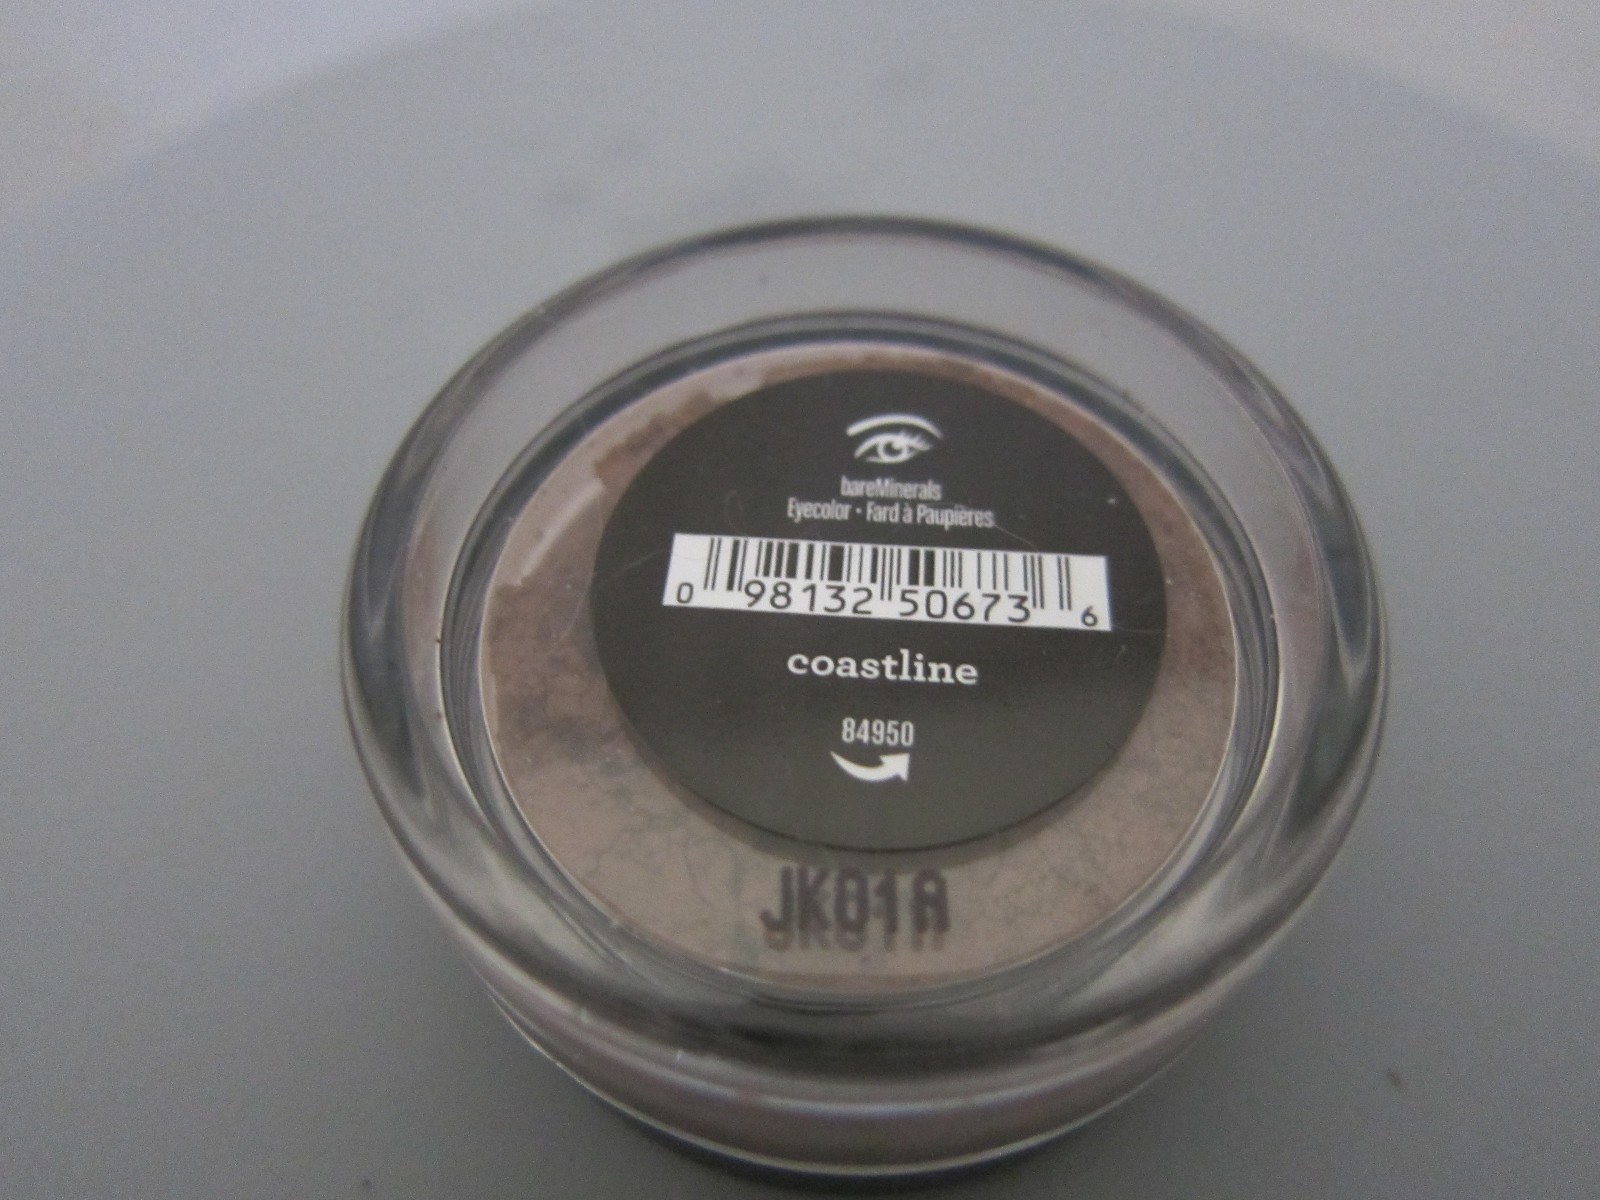 bareMinerals
Eyecolor • Fard à Paupières
0 98132 50673 6
coastline
84950
JK01A